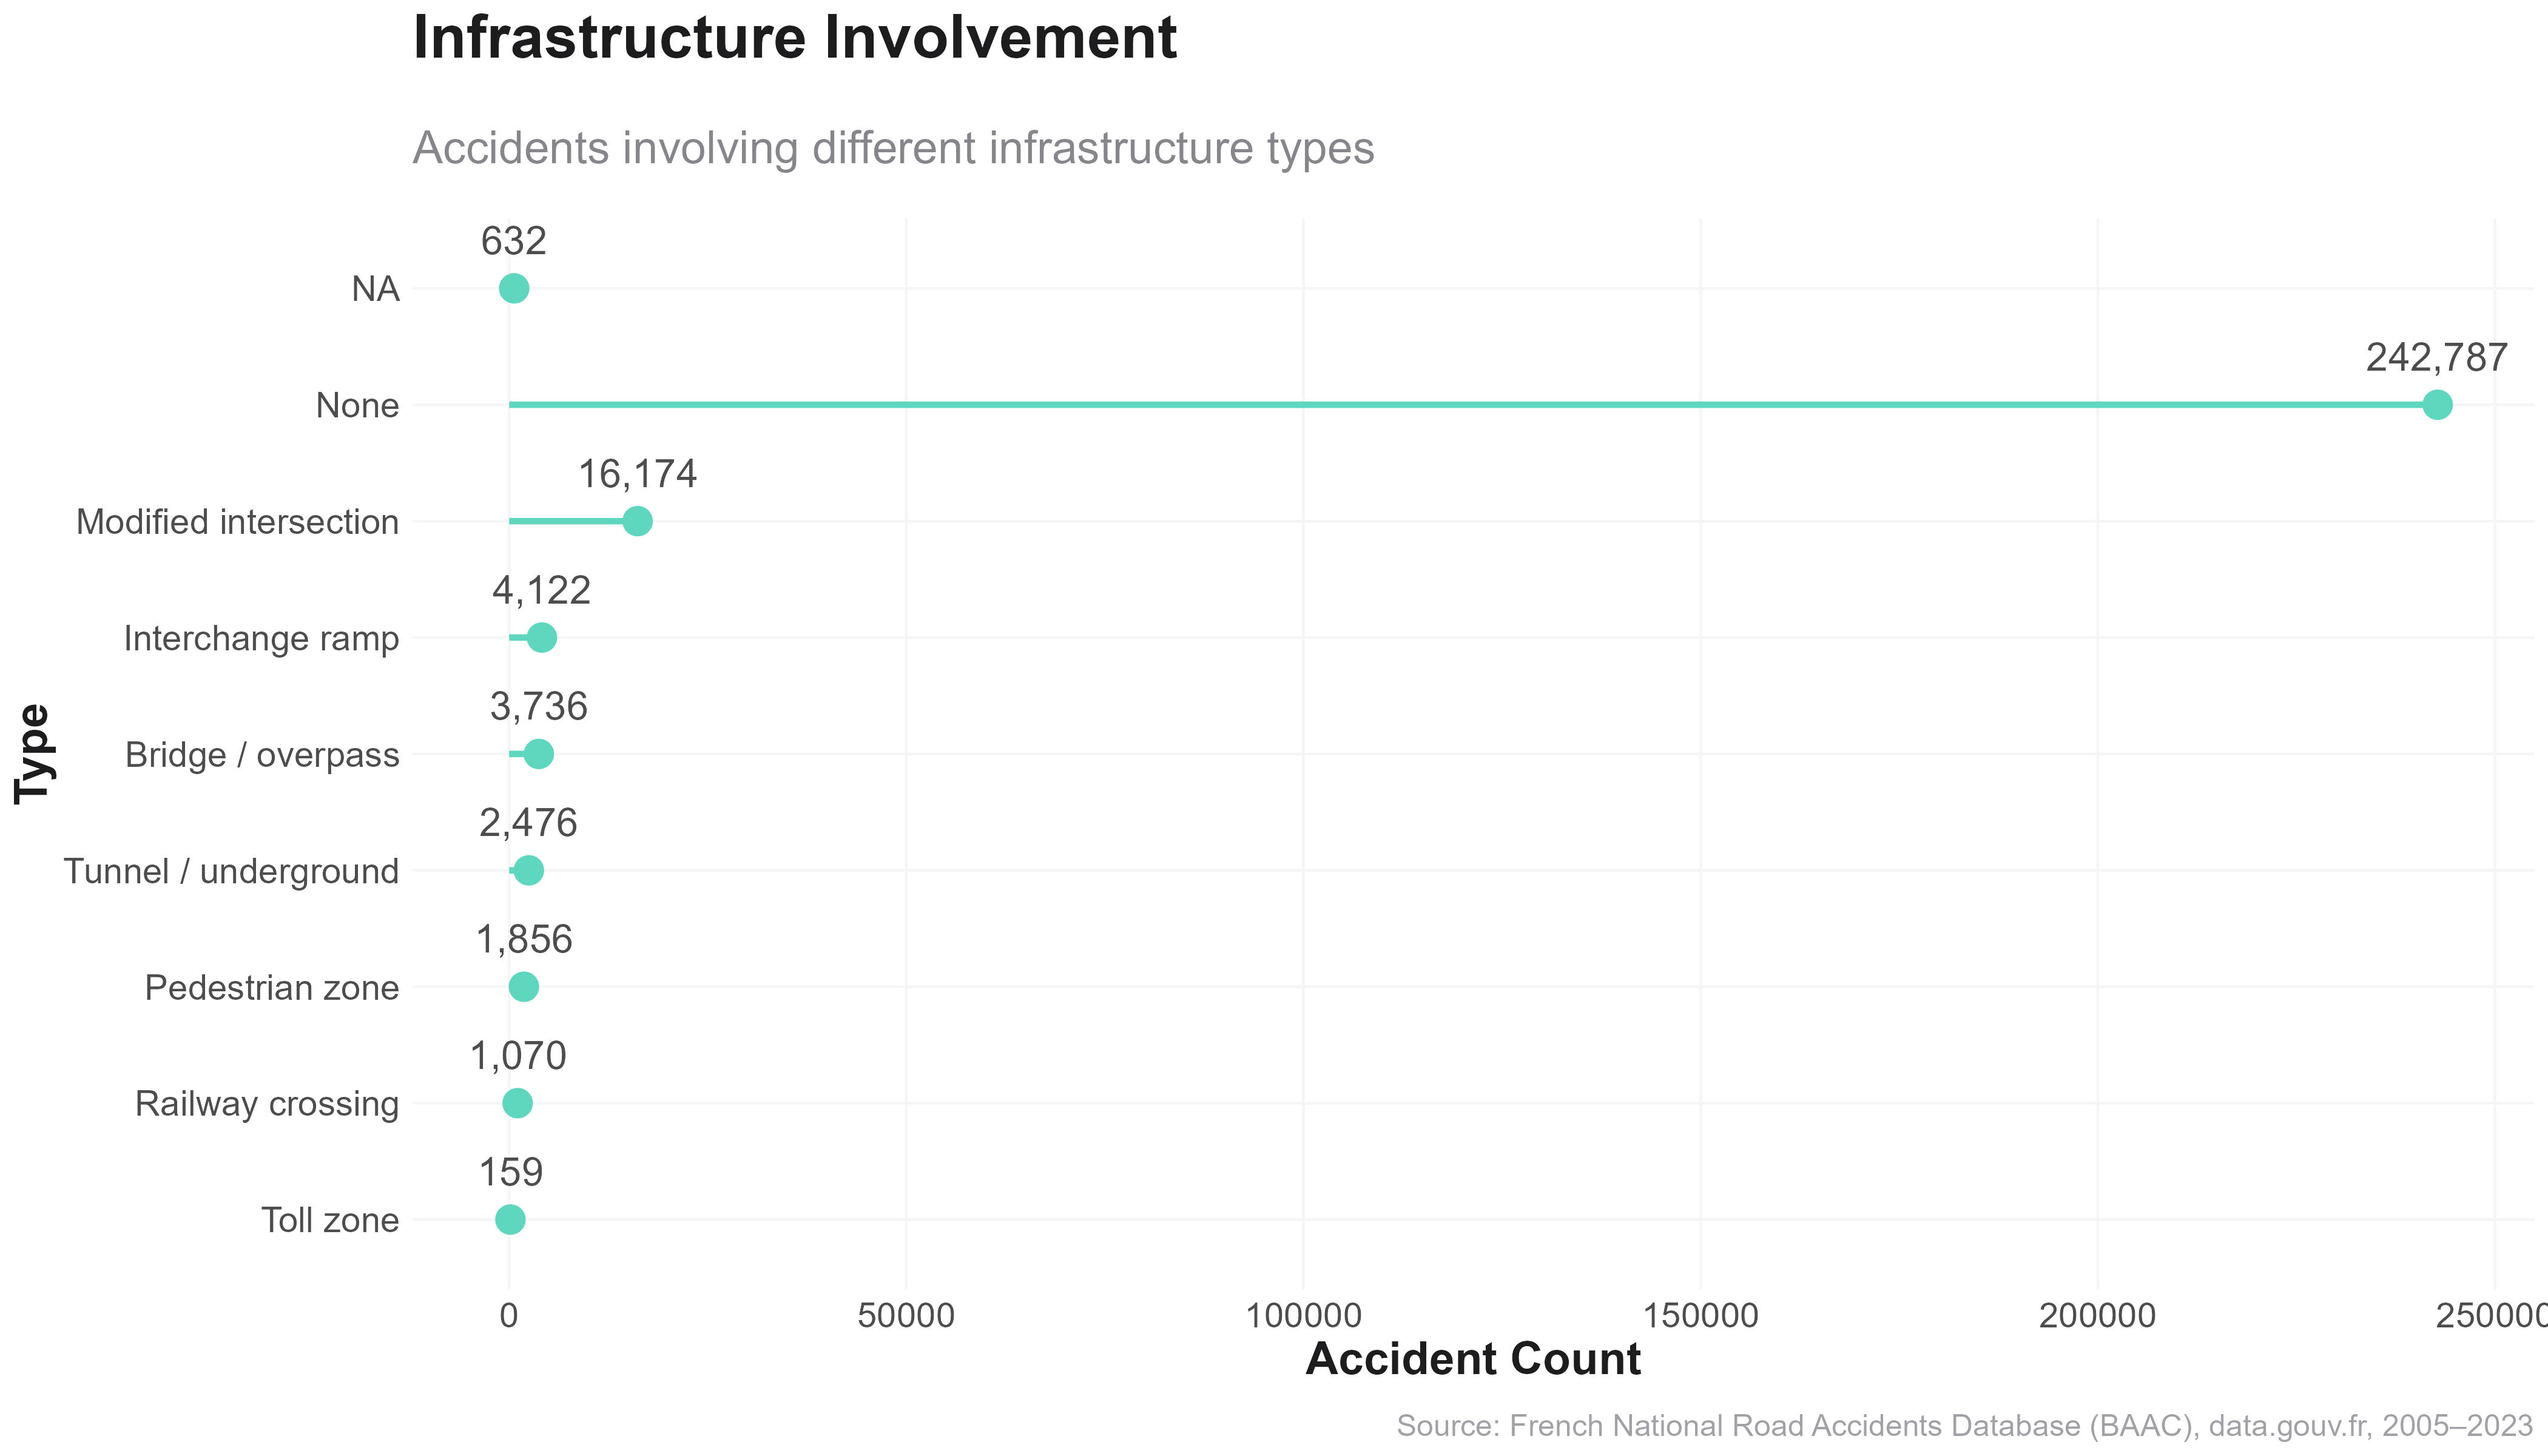 Infrastructure Involvement
Accidents involving different infrastructure types
632
NA
242,787
None
16,174
Modified intersection
4,122
Interchange ramp
3,736
Bridge / overpass
2,476
Tunnel / underground
1,856
Pedestrian zone
1,070
Railway crossing
159
Toll zone
Type
0 50000 100000 150000 200000 250000
Accident Count
Source: French National Road Accidents Database (BAAC), data.gouv.fr, 2005–2023